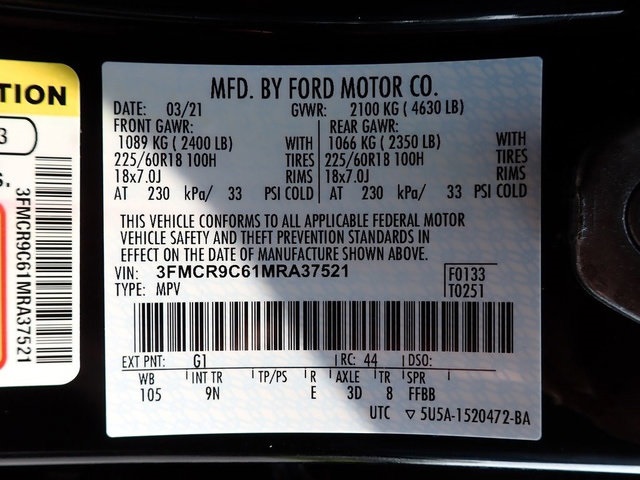 TION
3
S.
3FMCR9C61MRA37521
MFD. BY FORD MOTOR CO.
DATE: 03/21 GVWR: 2100 KG ( 4630 LB)
FRONT GAWR: REAR GAWR:
1089 KG ( 2400 LB) WITH 1066 KG ( 2350 LB) WITH
225/60R18 100H TIRES 225/60R18 100H TIRES
18x7.0J RIMS 18x7.0J RIMS
AT 230 kPa/ 33 PSI COLD AT 230 kPa/ 33 PSI COLD
THIS VEHICLE CONFORMS TO ALL APPLICABLE FEDERAL MOTOR
VEHICLE SAFETY AND THEFT PREVENTION STANDARDS IN
EFFECT ON THE DATE OF MANUFACTURE SHOWN ABOVE.
VIN: 3FMCR9C61MRA37521 F0133
TYPE: MPV T0251
EXT PNT: G1 RC: 44 DSO:
WB INT TR TP/PS R AXLE TR SPR
105 9N E 3D 8 FFBB
UTC ▽ 5U5A-1520472-BA